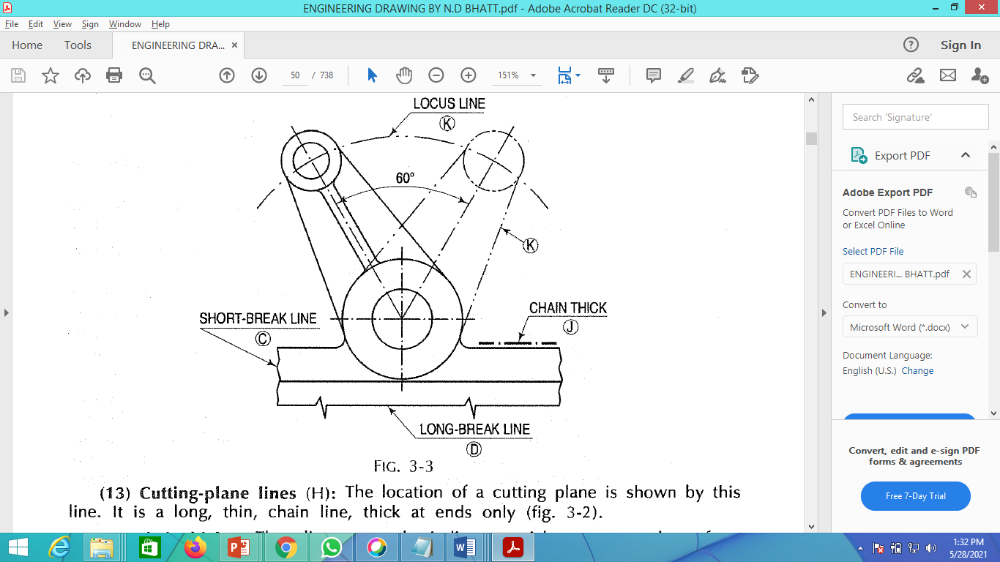 ENGINEERING DRAWING BY N.D BHATT.pdf - Adobe Acrobat Reader DC (32-bit)
File Edit View Sign Window Help
Home Tools ENGINEERING DRA... × ? Sign In
50 / 738 151%
LOCUS LINE
K
60°
K
CHAIN THICK
J
SHORT-BREAK LINE
C
LONG-BREAK LINE
D
FIG. 3-3
(13) Cutting-plane lines (H): The location of a cutting plane is shown by this
line. It is a long, thin, chain line, thick at ends only (fig. 3-2).
Search 'Signature'
Export PDF
Adobe Export PDF
Convert PDF Files to Word
or Excel Online
Select PDF File
ENGINEERI... BHATT.pdf
Convert to
Microsoft Word (*.docx)
Document Language:
English (U.S.) Change
Convert, edit and e-sign PDF
forms & agreements
Free 7-Day Trial
1:32 PM
5/28/2021